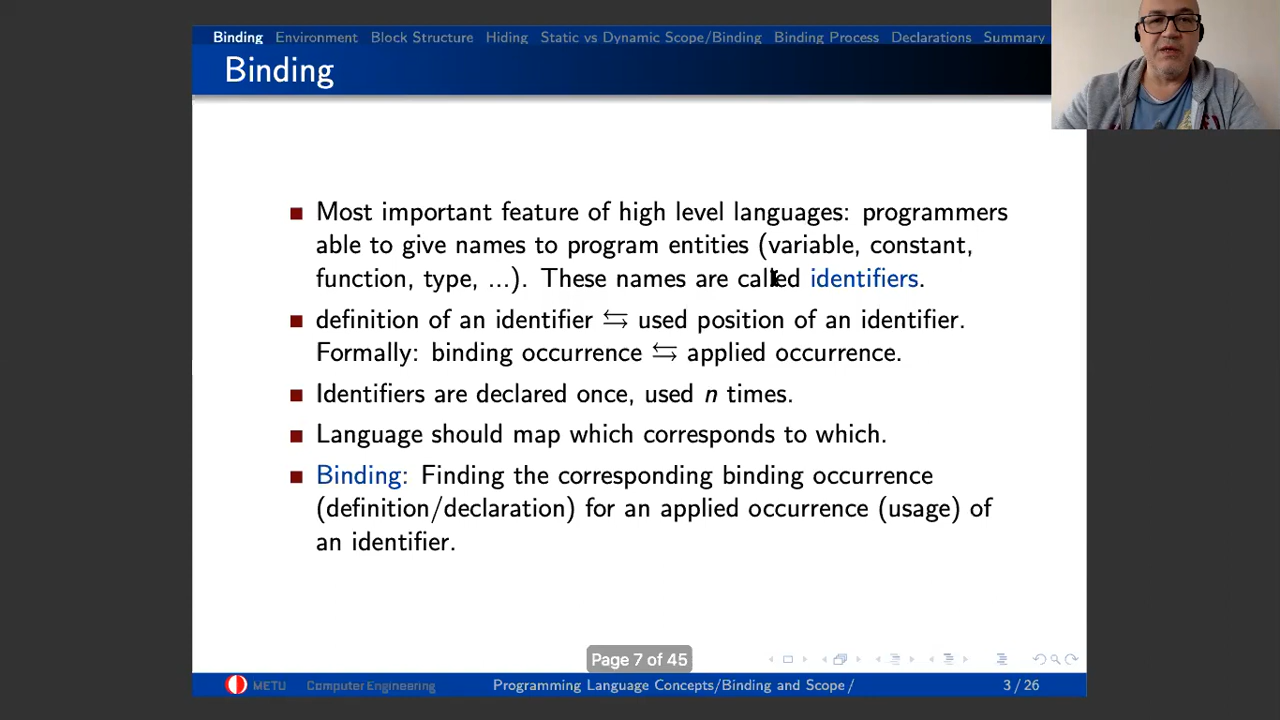 Binding Environment Block Structure Hiding Static vs Dynamic Scope/Binding Binding Process Declarations Summary
Binding
■ Most important feature of high level languages: programmers
able to give names to program entities (variable, constant,
function, type, ...). These names are called identifiers.
■ definition of an identifier ⇆ used position of an identifier.
Formally: binding occurrence ⇆ applied occurrence.
■ Identifiers are declared once, used n times.
■ Language should map which corresponds to which.
■ Binding: Finding the corresponding binding occurrence
(definition/declaration) for an applied occurrence (usage) of
an identifier.
Page 7 of 45
METU Computer Engineering Programming Language Concepts/Binding and Scope / 3 / 26